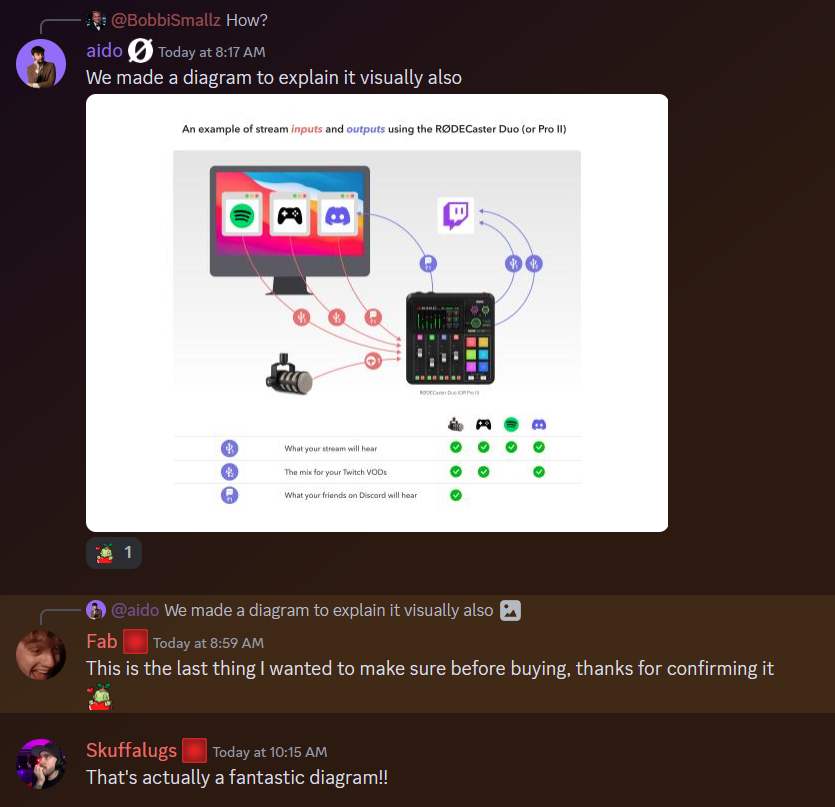 @BobbiSmallz How?
aido Today at 8:17 AM
We made a diagram to explain it visually also
An example of stream inputs and outputs using the RØDECaster Duo (or Pro II)
RØDECaster Duo (OR Pro II)
What your stream will hear
The mix for your Twitch VODs
What your friends on Discord will hear
1
@aido We made a diagram to explain it visually also
Fab Today at 8:59 AM
This is the last thing I wanted to make sure before buying, thanks for confirming it
Skuffalugs Today at 10:15 AM
That's actually a fantastic diagram!!